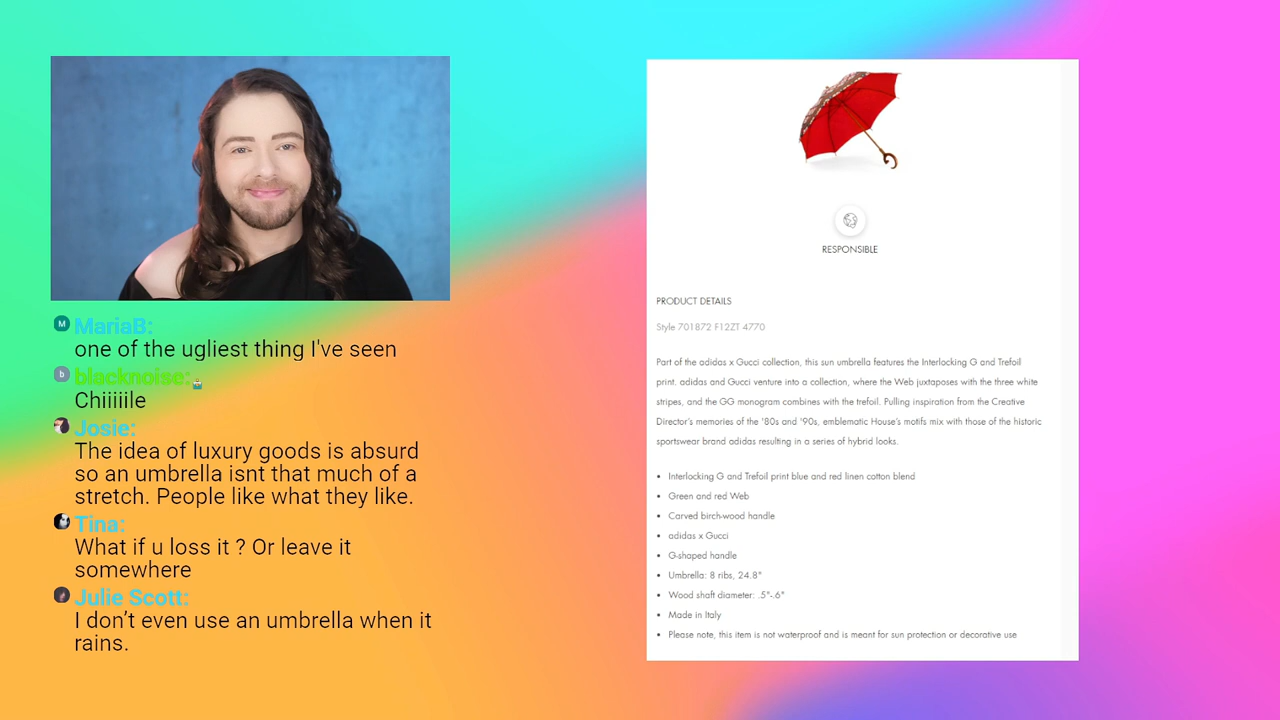 M MariaB:
one of the ugliest thing I've seen
b blacknoise:
Chiiiiile
Josie:
The idea of luxury goods is absurd
so an umbrella isnt that much of a
stretch. People like what they like.
Tina:
What if u loss it ? Or leave it
somewhere
Julie Scott:
I don’t even use an umbrella when it
rains.
RESPONSIBLE
PRODUCT DETAILS
Style 701872 F12ZT 4770
Part of the adidas x Gucci collection, this sun umbrella features the Interlocking G and Trefoil
print. adidas and Gucci venture into a collection, where the Web juxtaposes with the three white
stripes, and the GG monogram combines with the trefoil. Pulling inspiration from the Creative
Director's memories of the '80s and '90s, emblematic House's motifs mix with those of the historic
sportswear brand adidas resulting in a series of hybrid looks.
• Interlocking G and Trefoil print blue and red linen cotton blend
• Green and red Web
• Carved birch-wood handle
• adidas x Gucci
• G-shaped handle
• Umbrella: 8 ribs, 24.8"
• Wood shaft diameter: .5"-.6"
• Made in Italy
• Please note, this item is not waterproof and is meant for sun protection or decorative use